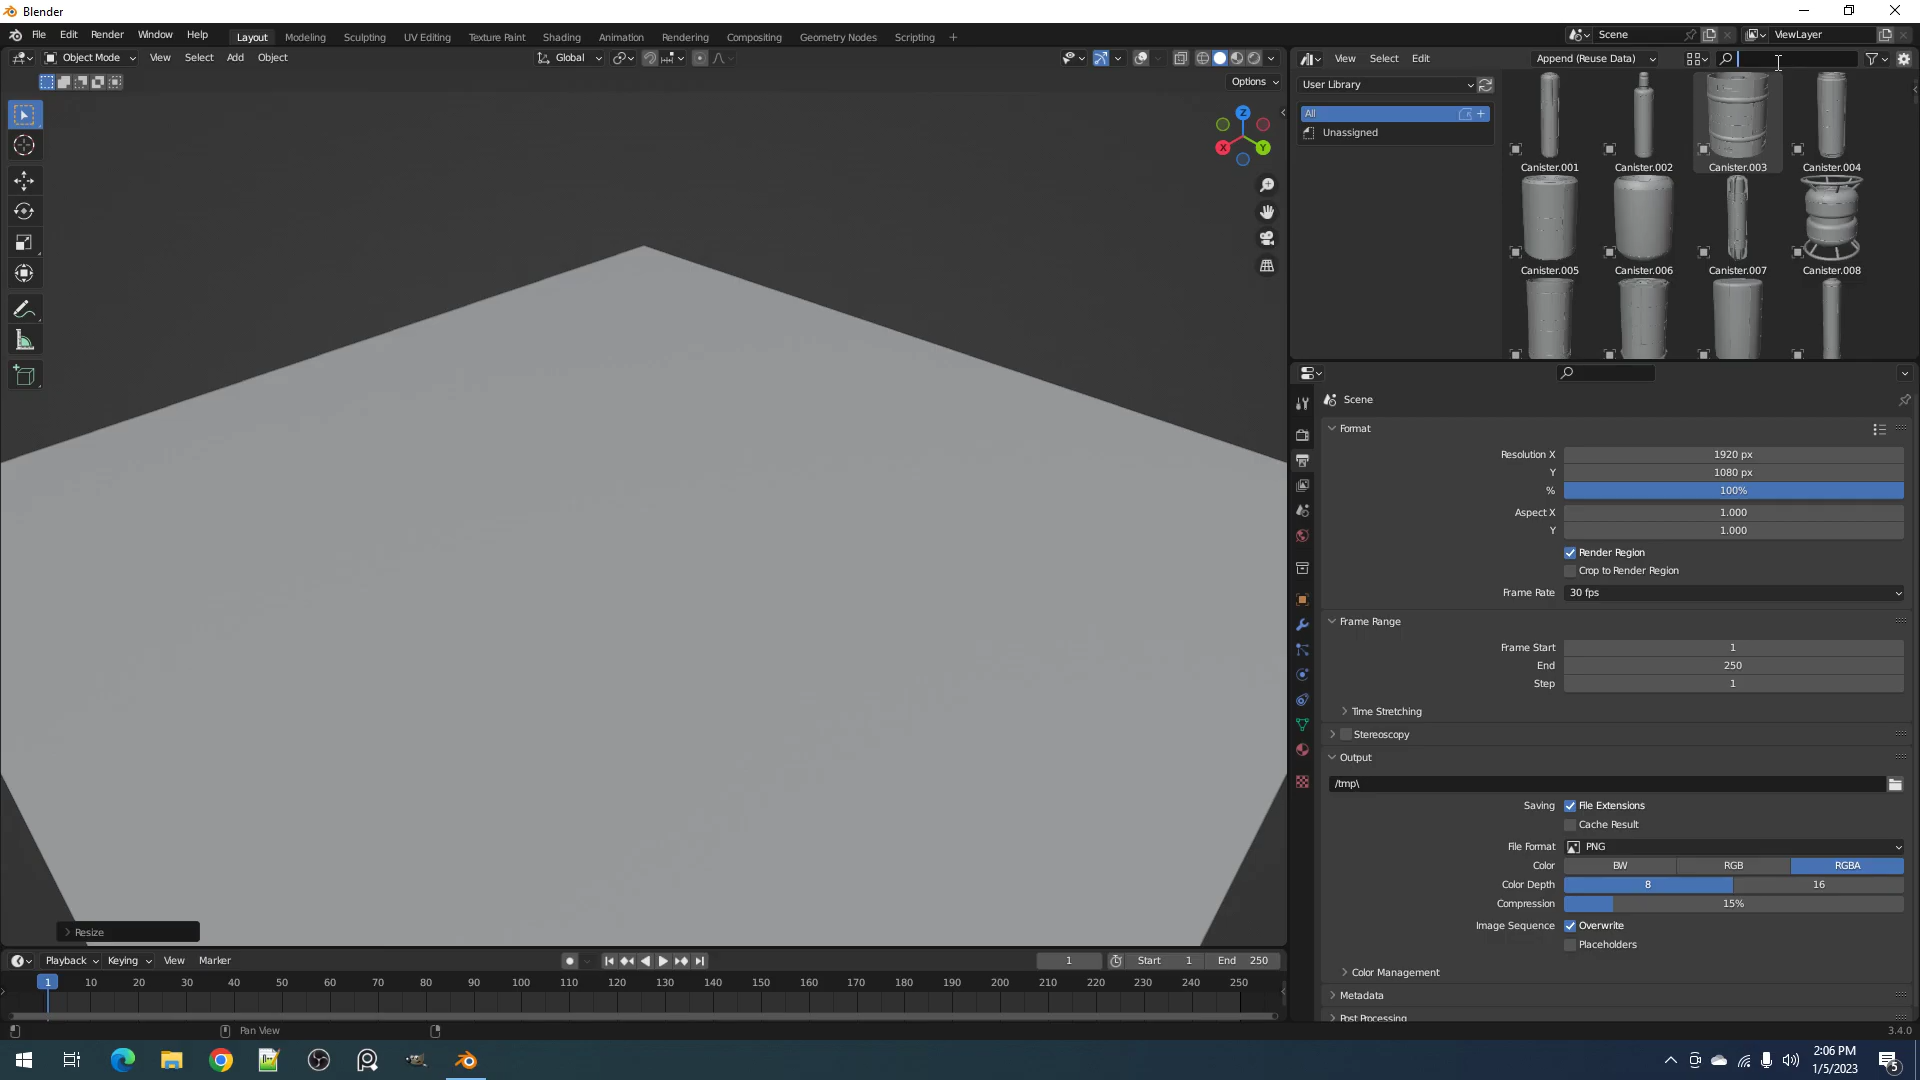 Blender
File Edit Render Window Help
Layout Modeling Sculpting UV Editing Texture Paint Shading Animation Rendering Compositing Geometry Nodes Scripting +
Scene
ViewLayer
Object Mode View Select Add Object
Global
Options
View Select Edit
Append (Reuse Data)
User Library
All
Unassigned
Canister.001 Canister.002 Canister.003 Canister.004
Canister.005 Canister.006 Canister.007 Canister.008
Z
X
Y
Scene
Format
Resolution X 1920 px
Y 1080 px
% 100%
Aspect X 1.000
Y 1.000
Render Region
Crop to Render Region
Frame Rate 30 fps
Frame Range
Frame Start 1
End 250
Step 1
Time Stretching
Stereoscopy
Output
/tmp\
Saving File Extensions
Cache Result
File Format PNG
Color BW RGB RGBA
Color Depth 8 16
Compression 15%
Image Sequence Overwrite
Placeholders
Color Management
Metadata
Post Processing
Resize
Playback Keying View Marker
1 Start 1 End 250
1 10 20 30 40 50 60 70 80 90 100 110 120 130 140 150 160 170 180 190 200 210 220 230 240 250
Pan View
3.4.0
2:06 PM
1/5/2023
5